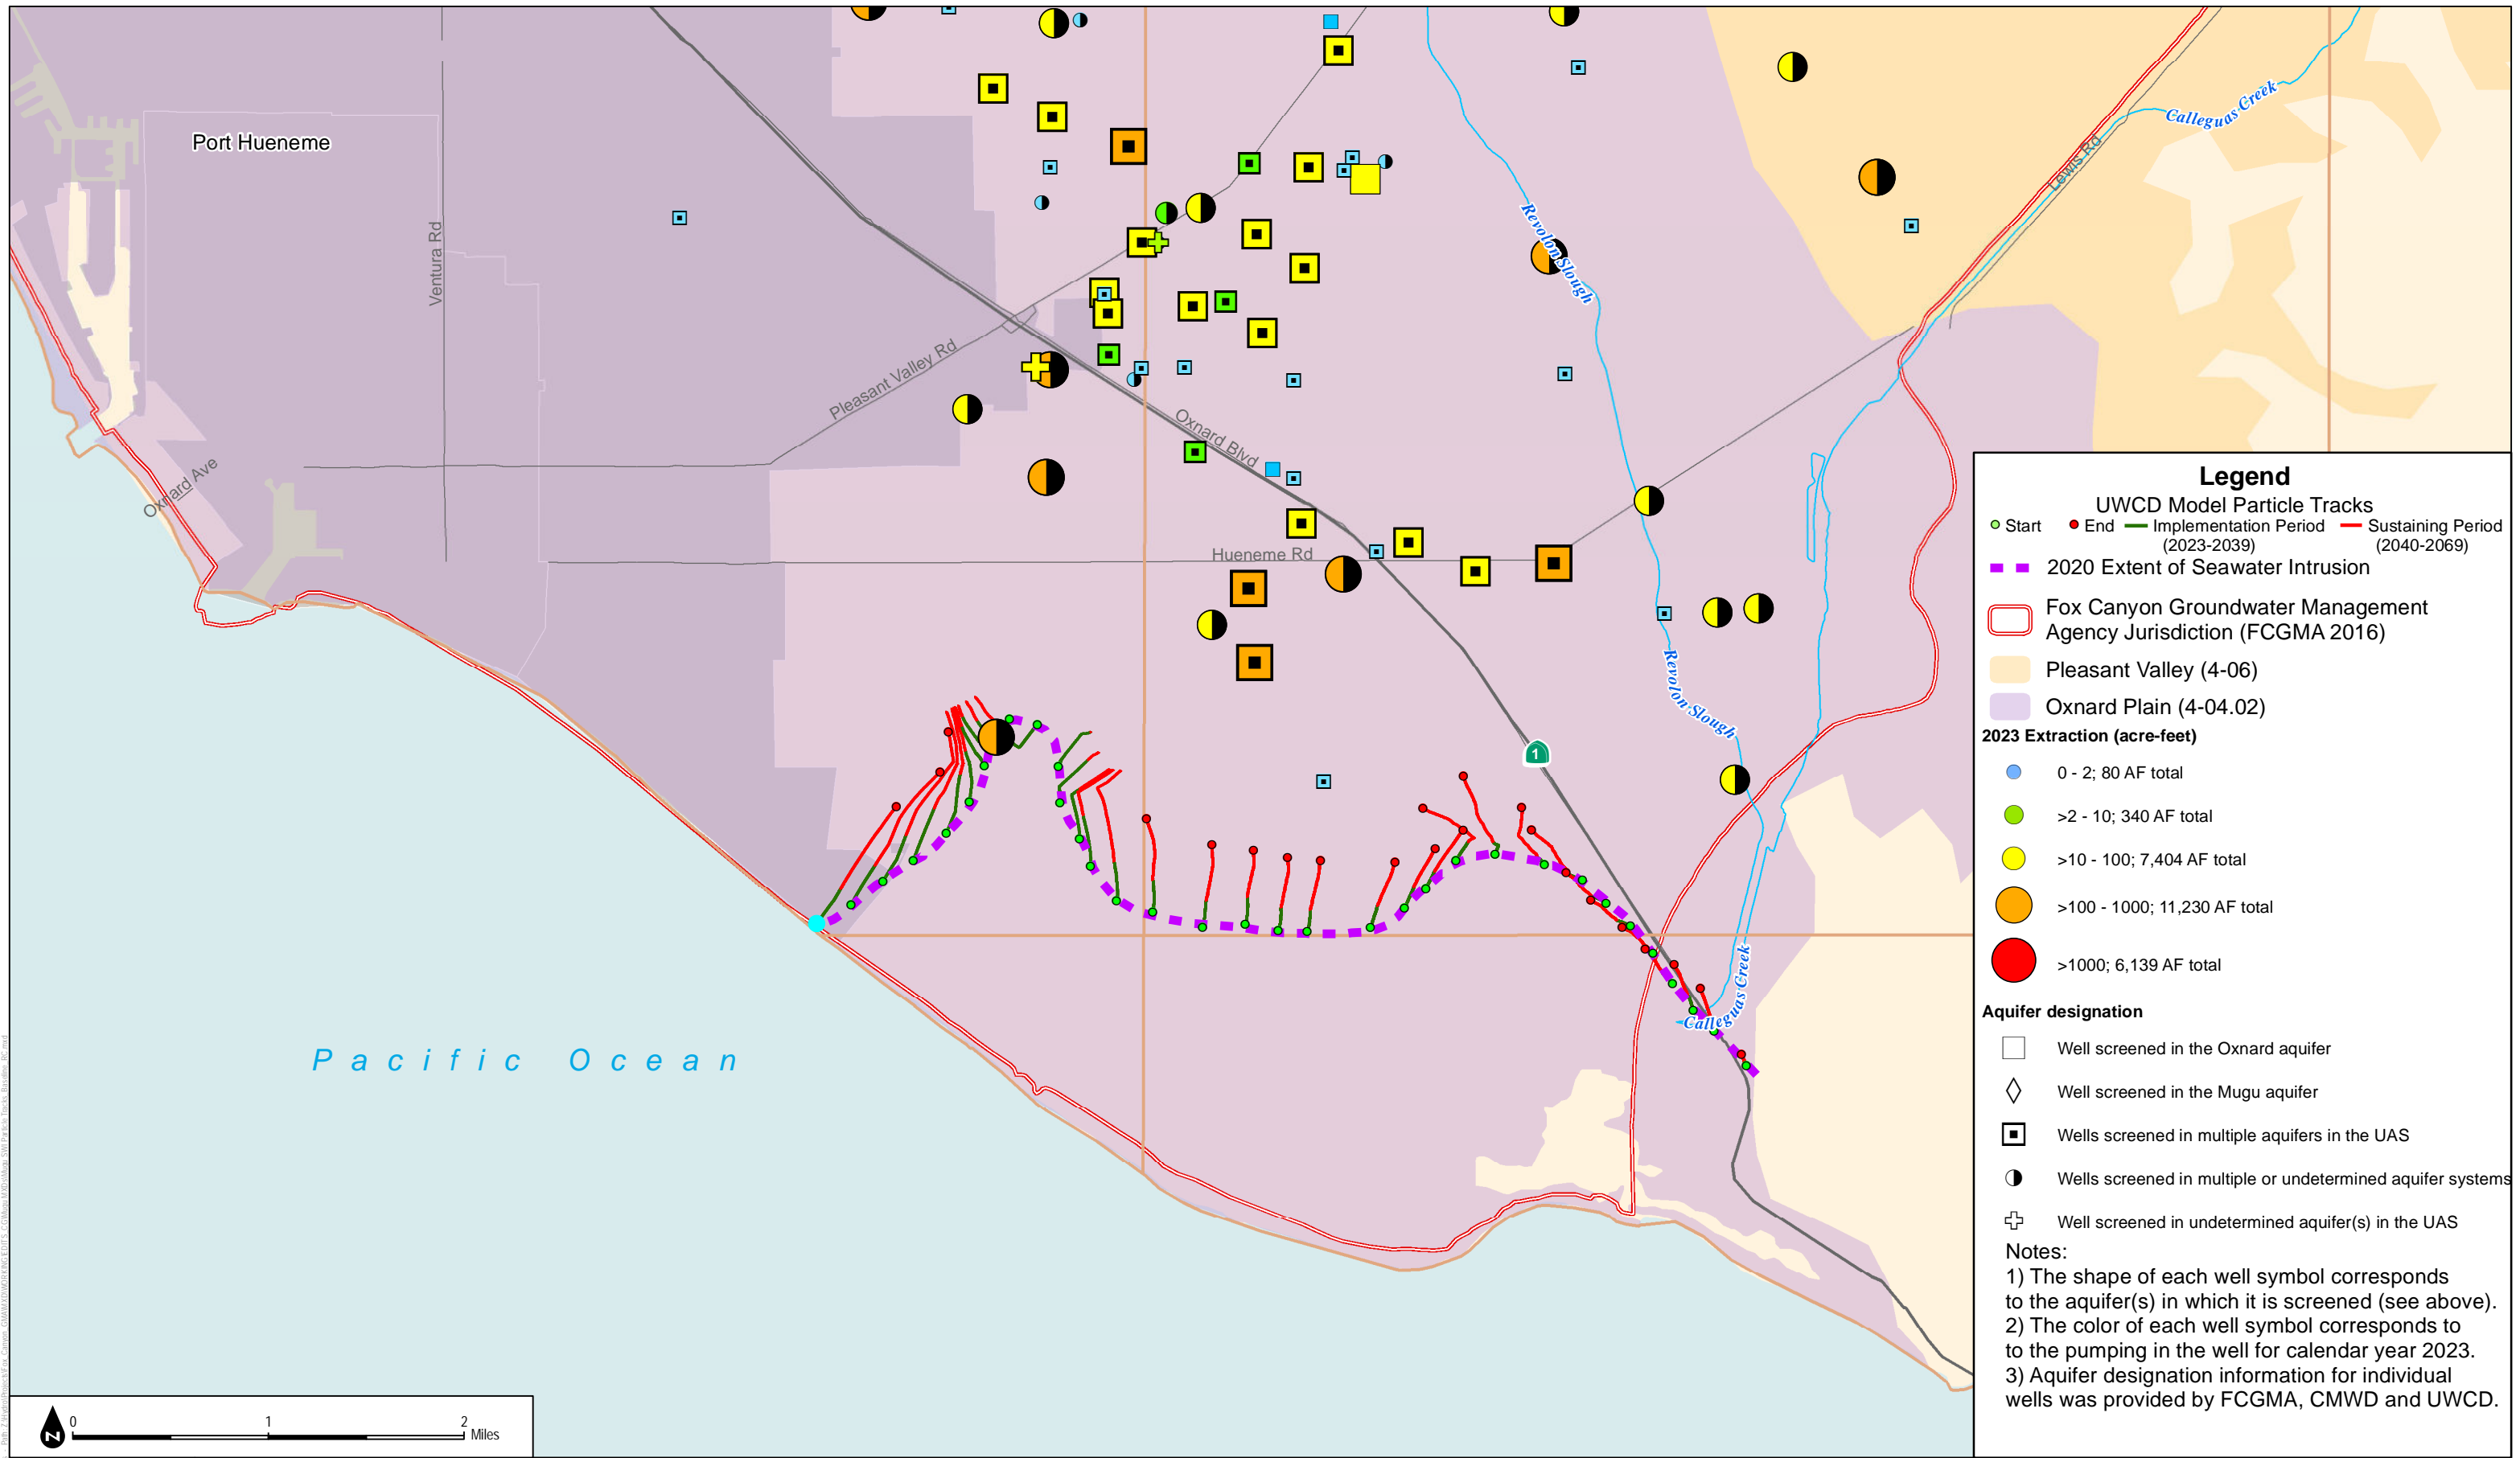 Port Hueneme
Ventura Rd
Oxnard Ave
Pleasant Valley Rd
Oxnard Blvd
Hueneme Rd
Revolon Slough
Revolon Slough
Calleguas Creek
Lewis Rd
1
Calleguas Creek
Pacific Ocean
N
0 1 2
Miles
Legend
UWCD Model Particle Tracks
Start End Implementation Period Sustaining Period
(2023-2039) (2040-2069)
2020 Extent of Seawater Intrusion
Fox Canyon Groundwater Management
Agency Jurisdiction (FCGMA 2016)
Pleasant Valley (4-06)
Oxnard Plain (4-04.02)
2023 Extraction (acre-feet)
0 - 2; 80 AF total
>2 - 10; 340 AF total
>10 - 100; 7,404 AF total
>100 - 1000; 11,230 AF total
>1000; 6,139 AF total
Aquifer designation
Well screened in the Oxnard aquifer
Well screened in the Mugu aquifer
Wells screened in multiple aquifers in the UAS
Wells screened in multiple or undetermined aquifer systems
Well screened in undetermined aquifer(s) in the UAS
Notes:
1) The shape of each well symbol corresponds
to the aquifer(s) in which it is screened (see above).
2) The color of each well symbol corresponds to
to the pumping in the well for calendar year 2023.
3) Aquifer designation information for individual
wells was provided by FCGMA, CMWD and UWCD.